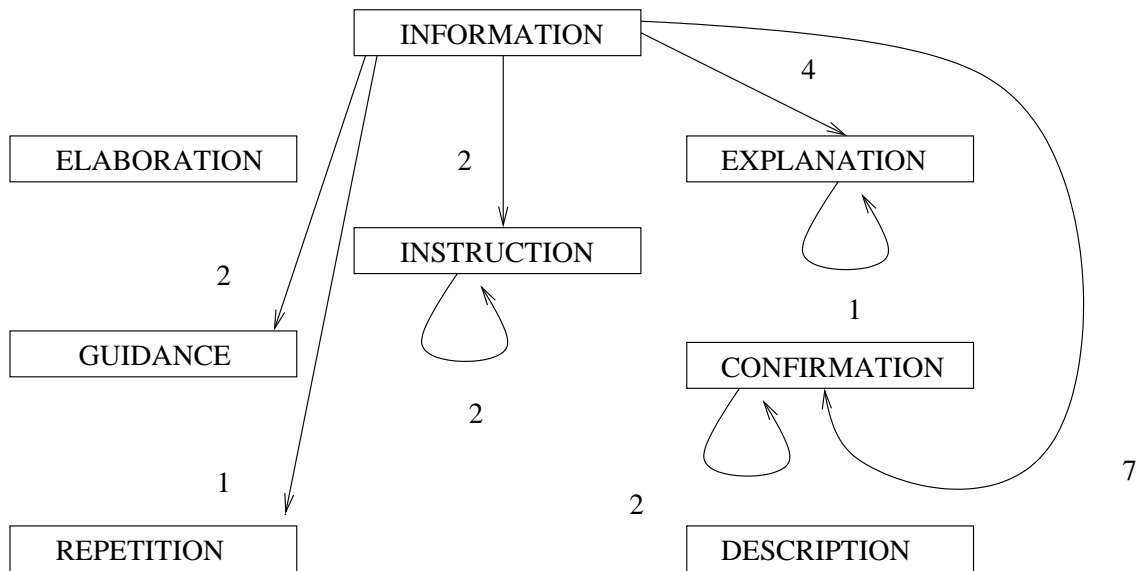 INFORMATION
4
ELABORATION
2
EXPLANATION
INSTRUCTION
2
1
GUIDANCE
CONFIRMATION
2
1
7
2
REPETITION
DESCRIPTION